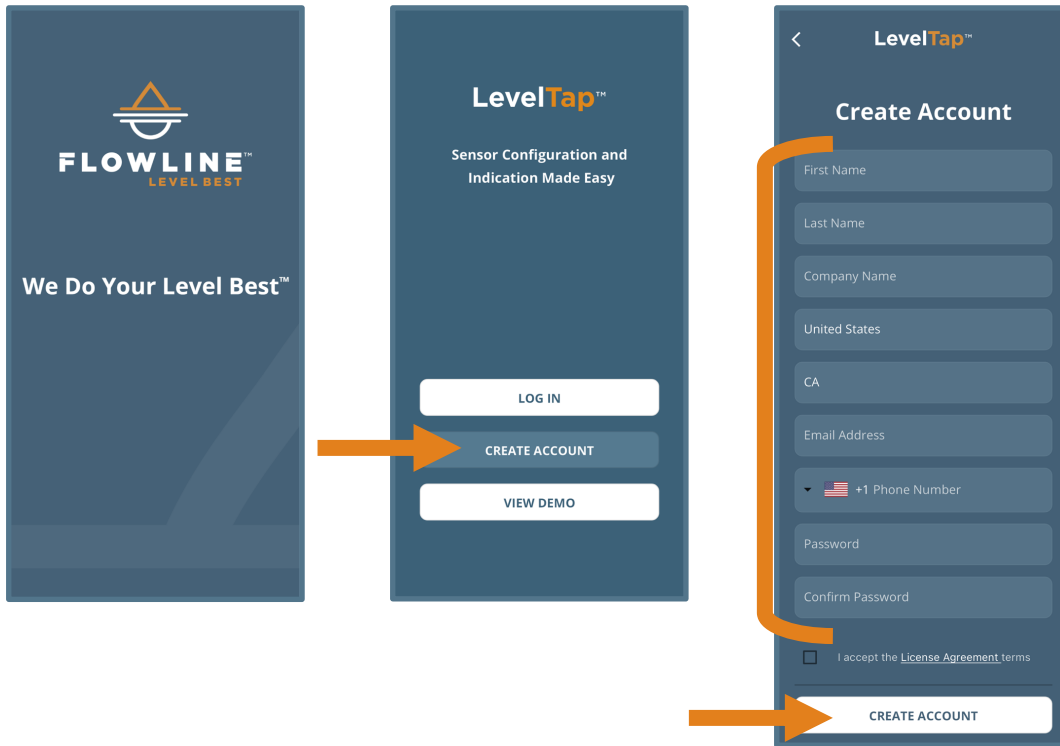 FLOWLINE™
LEVEL BEST
We Do Your Level Best™
LevelTap™
Sensor Configuration and
Indication Made Easy
LOG IN
CREATE ACCOUNT
VIEW DEMO
LevelTap™
Create Account
First Name
Last Name
Company Name
United States
CA
Email Address
+1 Phone Number
Password
Confirm Password
I accept the License Agreement terms
CREATE ACCOUNT